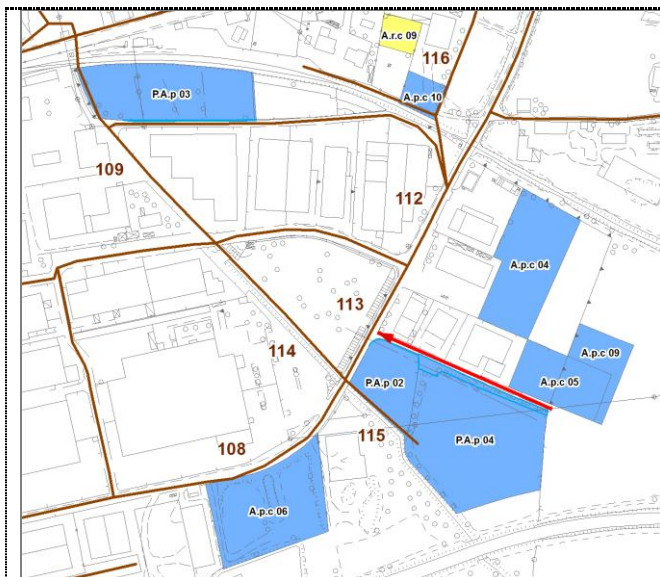 A.r.c 09
116
P.A.p 03
A.p.c 10
109
112
A.p.c 04
113
A.p.c 09
114
P.A.p 02
A.p.c 05
115
P.A.p 04
108
A.p.c 06